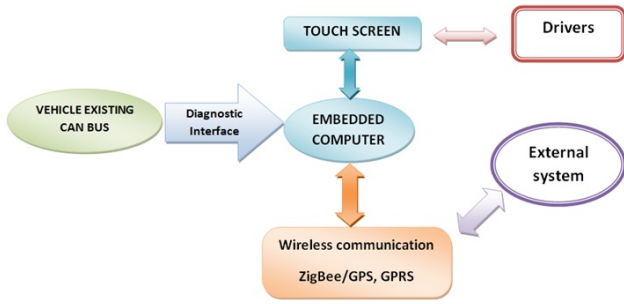 TOUCH SCREEN
Drivers
VEHICLE EXISTING
CAN BUS
Diagnostic
Interface
EMBEDDED
COMPUTER
External
system
Wireless communication
ZigBee/GPS, GPRS